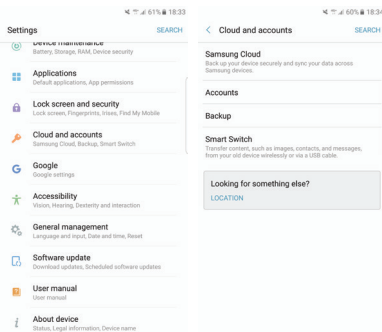 61% 18:33
Settings
SEARCH
Device maintenance
Battery, Storage, RAM, Device security
Applications
Default applications, App permissions
Lock screen and security
Lock screen, Fingerprints, Irises, Find My Mobile
Cloud and accounts
Samsung Cloud, Backup, Smart Switch
Google
Google settings
Accessibility
Vision, Hearing, Dexterity and interaction
General management
Language and input, Date and time, Reset
Software update
Download updates, Scheduled software updates
User manual
User manual
About device
Status, Legal information, Device name
60% 18:34
Cloud and accounts
SEARCH
Samsung Cloud
Back up your device securely and sync your data across
Samsung devices.
Accounts
Backup
Smart Switch
Transfer content, such as images, contacts, and messages,
from your old device wirelessly or via a USB cable.
Looking for something else?
LOCATION